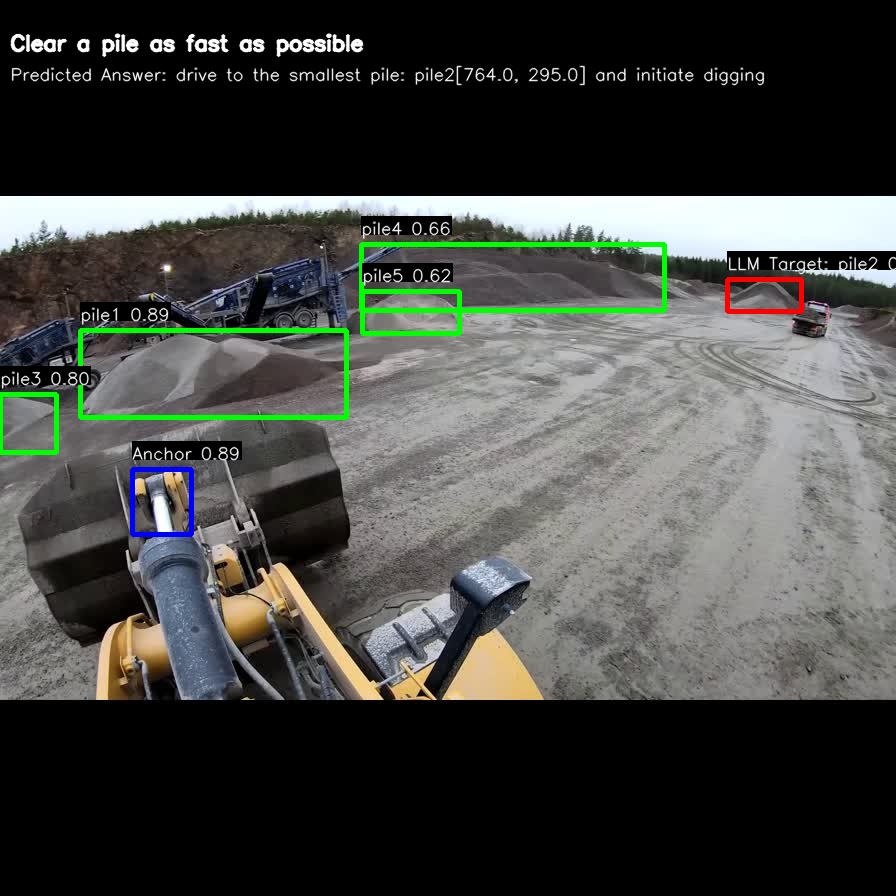 Clear a pile as fast as possible
Predicted Answer: drive to the smallest pile: pile2[764.0, 295.0] and initiate digging
pile4 0.66
LLM Target: pile2 0
pile5 0.62
pile1 0.89
pile3 0.80
Anchor 0.89